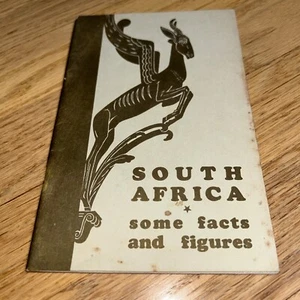 SOUTH
AFRICA
some facts
and figures